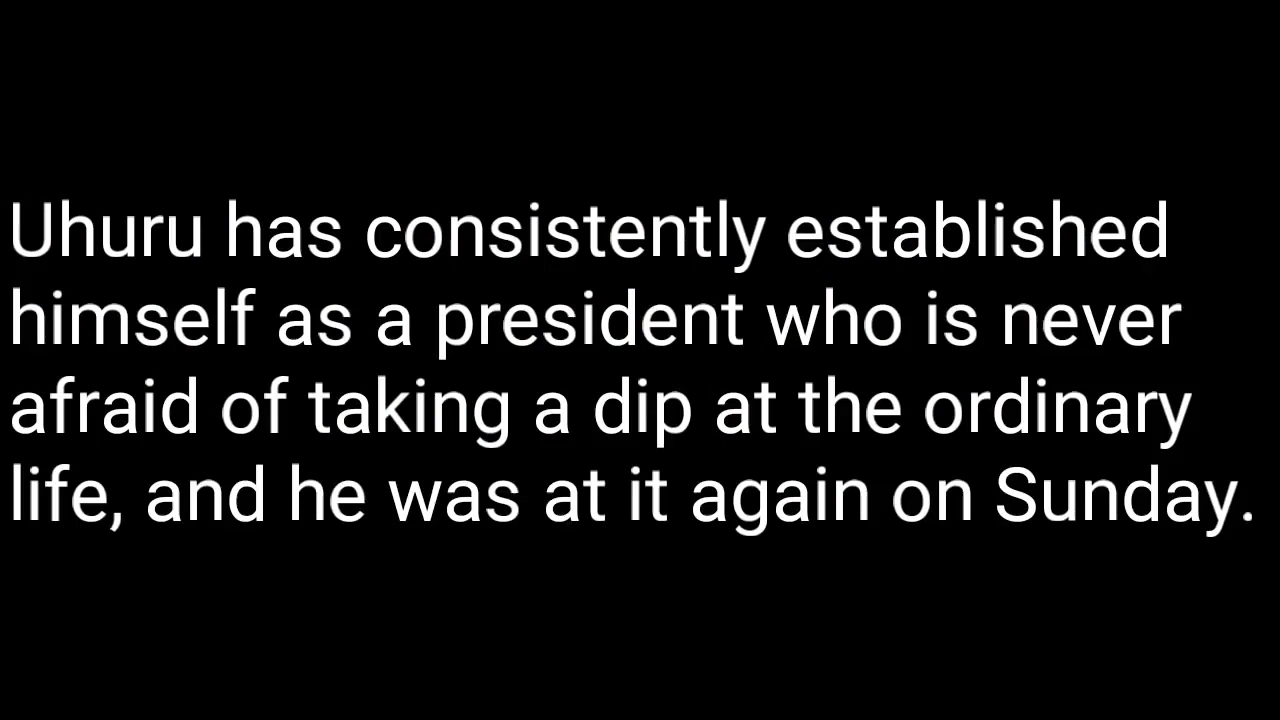 Uhuru has consistently established
himself as a president who is never
afraid of taking a dip at the ordinary
life, and he was at it again on Sunday.